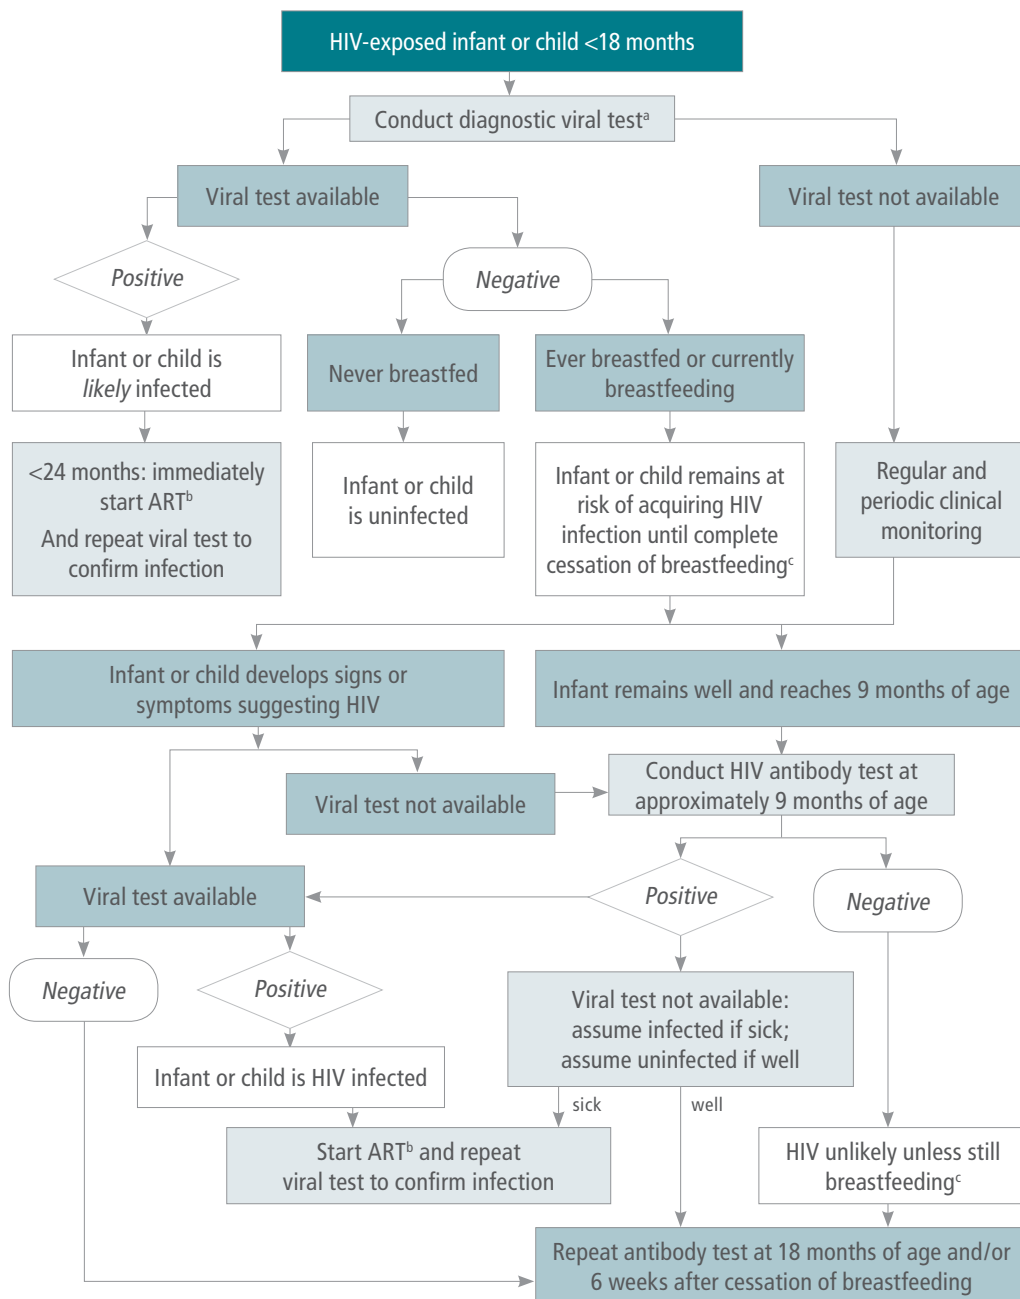 HIV-exposed infant or child <18 months
Conduct diagnostic viral testᵃ
Viral test available
Viral test not available
Positive
Negative
Infant or child is
likely infected
Never breastfed
Ever breastfed or currently
breastfeeding
<24 months: immediately
start ARTᵇ
And repeat viral test to
confirm infection
Infant or child
is uninfected
Infant or child remains at
risk of acquiring HIV
infection until complete
cessation of breastfeedingᶜ
Regular and
periodic clinical
monitoring
Infant or child develops signs or
symptoms suggesting HIV
Infant remains well and reaches 9 months of age
Viral test not available
Conduct HIV antibody test at
approximately 9 months of age
Viral test available
Positive
Negative
Negative
Positive
Viral test not available:
assume infected if sick;
assume uninfected if well
Infant or child is HIV infected
sick
well
Start ARTᵇ and repeat
viral test to confirm infection
HIV unlikely unless still
breastfeedingᶜ
Repeat antibody test at 18 months of age and/or
6 weeks after cessation of breastfeeding